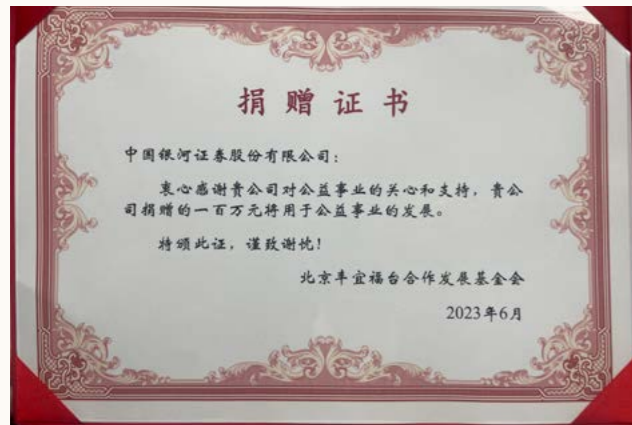 捐赠证书
中国银河证券股份有限公司：
衷心感谢贵公司对公益事业的关心和支持，贵公
司捐赠的一百万元将用于公益事业的发展。
特颁此证，谨致谢忱！
北京丰宜福台合作发展基金会
2023年6月